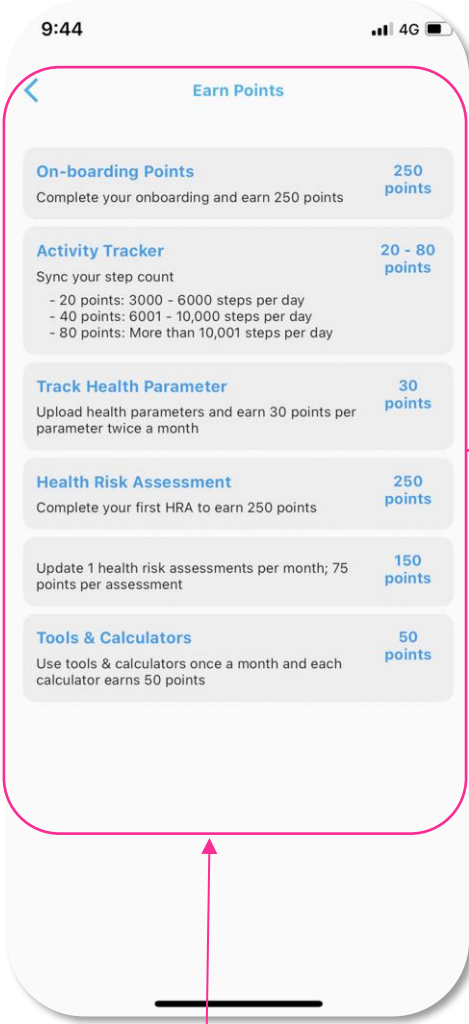 9:44
4G
Earn Points
On-boarding Points
250 points
Complete your onboarding and earn 250 points
Activity Tracker
20 - 80 points
Sync your step count
- 20 points: 3000 - 6000 steps per day
- 40 points: 6001 - 10,000 steps per day
- 80 points: More than 10,001 steps per day
Track Health Parameter
30 points
Upload health parameters and earn 30 points per
parameter twice a month
Health Risk Assessment
250 points
Complete your first HRA to earn 250 points
Update 1 health risk assessments per month; 75
points per assessment
150 points
Tools & Calculators
50 points
Use tools & calculators once a month and each
calculator earns 50 points